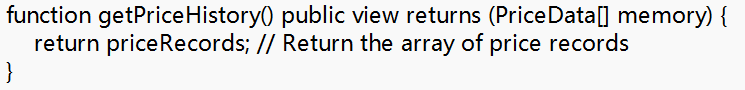 function getPriceHistory() public view returns (PriceData[] memory) {
    return priceRecords; // Return the array of price records
}